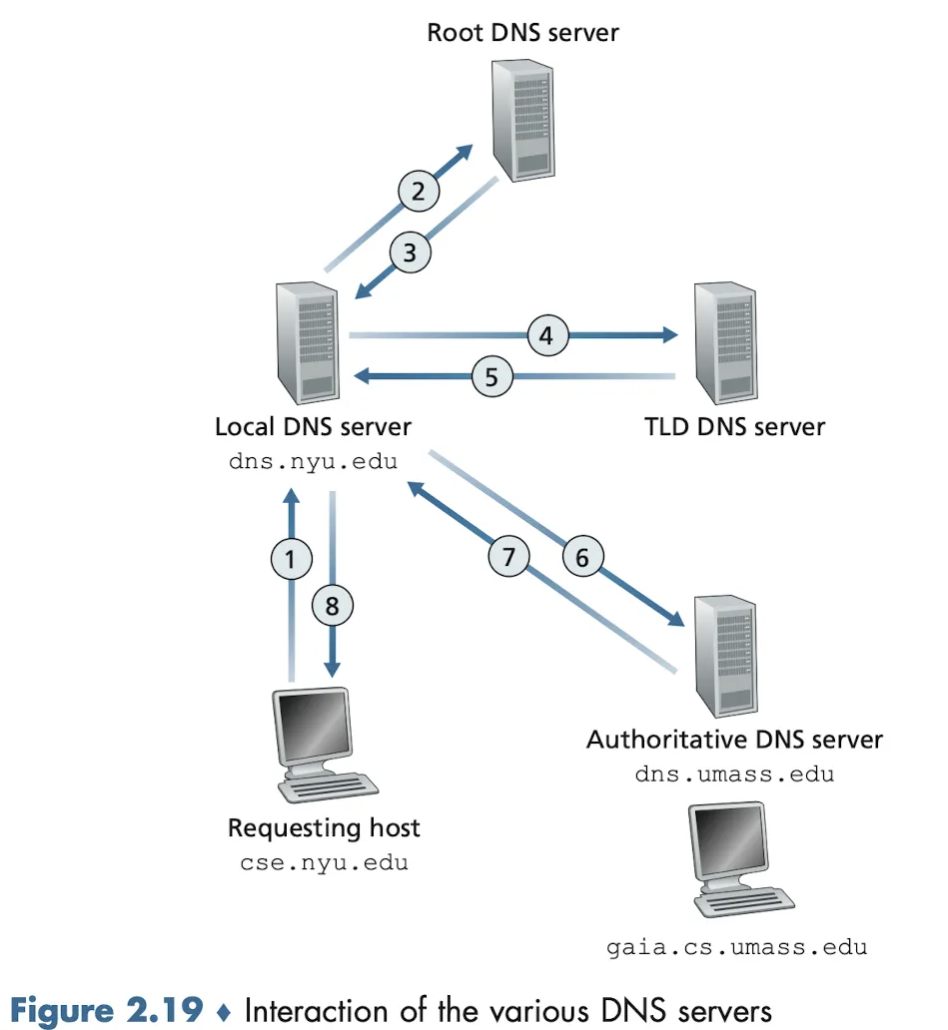 Root DNS server
2
3
4
5
Local DNS server
dns.nyu.edu
TLD DNS server
1
8
7
6
Authoritative DNS server
dns.umass.edu
Requesting host
cse.nyu.edu
gaia.cs.umass.edu
Figure 2.19 ♦ Interaction of the various DNS servers